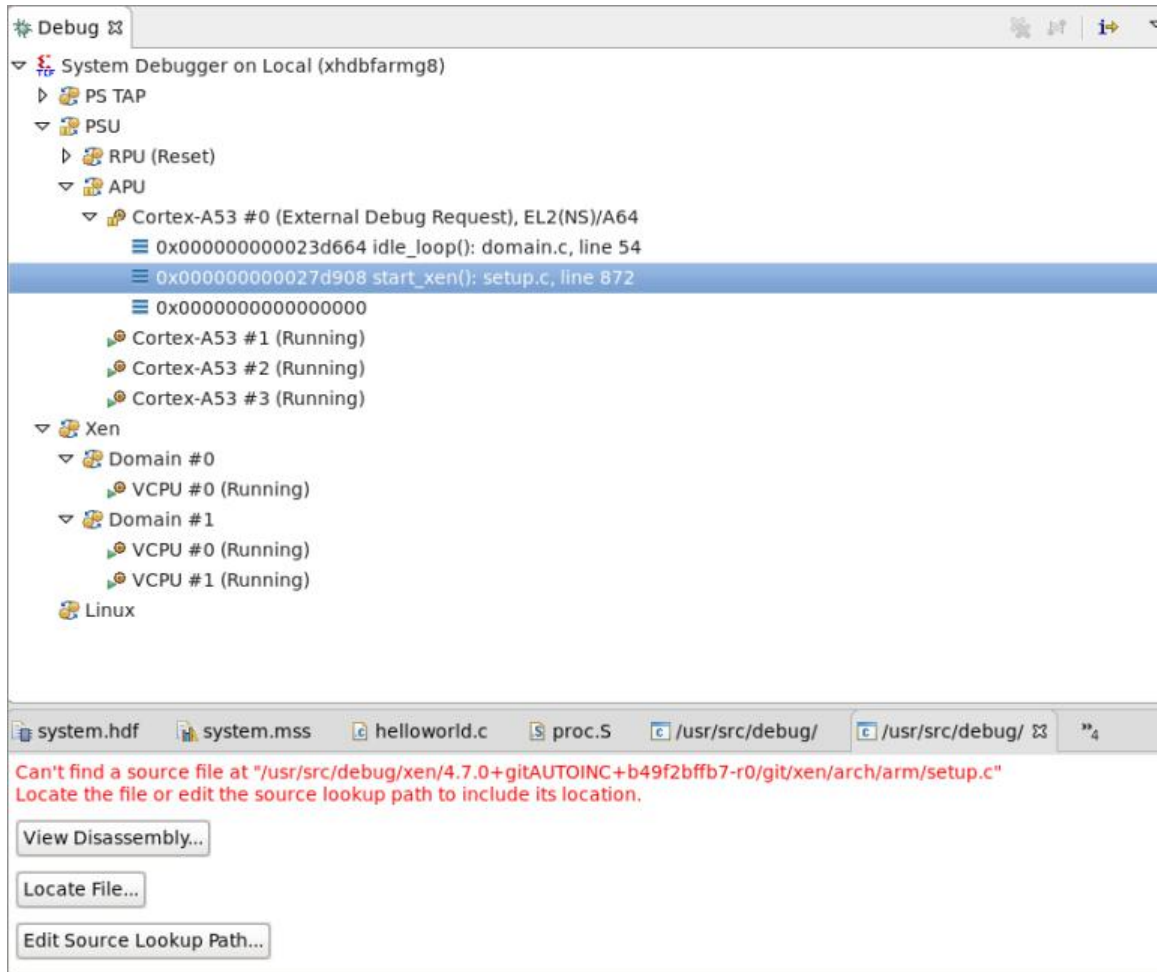 Debug
System Debugger on Local (xhdbfarmg8)
PS TAP
PSU
RPU (Reset)
APU
Cortex-A53 #0 (External Debug Request), EL2(NS)/A64
0x000000000023d664 idle_loop(): domain.c, line 54
0x000000000027d908 start_xen(): setup.c, line 872
0x0000000000000000
Cortex-A53 #1 (Running)
Cortex-A53 #2 (Running)
Cortex-A53 #3 (Running)
Xen
Domain #0
VCPU #0 (Running)
Domain #1
VCPU #0 (Running)
VCPU #1 (Running)
Linux
system.hdf system.mss helloworld.c proc.S /usr/src/debug/ /usr/src/debug/ »4
Can't find a source file at "/usr/src/debug/xen/4.7.0+gitAUTOINC+b49f2bffb7-r0/git/xen/arch/arm/setup.c"
Locate the file or edit the source lookup path to include its location.
View Disassembly...
Locate File...
Edit Source Lookup Path...